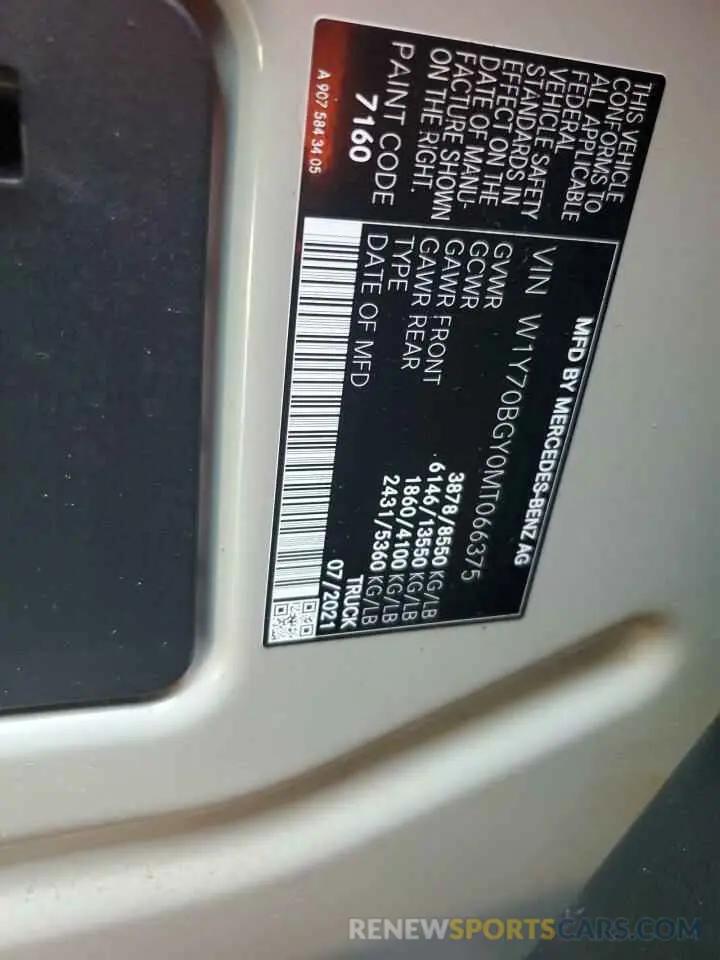 THIS VEHICLE
CONFORMS TO
ALL APPLICABLE
FEDERAL
VEHICLE
VEHICLE SAFETY
STANDARDS IN
EFFECT ON THE
DATE OF MANU-
FACTURE SHOWN
ON THE RIGHT.
PAINT CODE
7160
A 907 584 34 05
MFD BY MERCEDES-BENZ AG
VIN W1Y70BGY0MT066375
GVWR 3878/8550 KG/LB
GCWR 6146/13550 KG/LB
GAWR FRONT 1860/4100 KG/LB
GAWR REAR 2431/5360 KG/LB
TYPE TRUCK
DATE OF MFD 07/2021
RENEWSPORTSCARS.COM